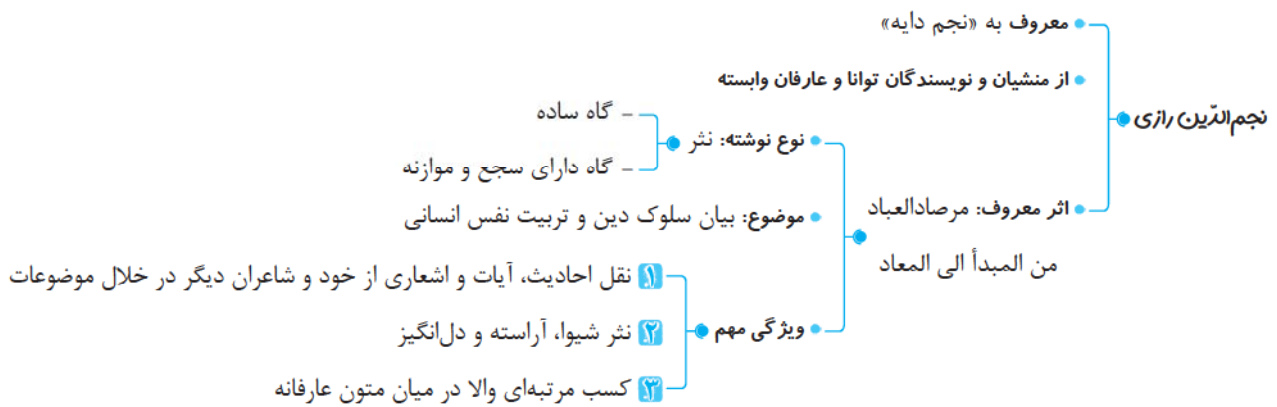 نجم‌الدّین رازی
معروف به «نجم دایه»
از منشیان و نویسندگان توانا و عارفان وابسته
اثر معروف: مرصادالعباد
من المبدأ الی المعاد
نوع نوشته: نثر
– گاه ساده
– گاه دارای سجع و موازنه
موضوع: بیان سلوک دین و تربیت نفس انسانی
ویژگی مهم
۱ نقل احادیث، آیات و اشعاری از خود و شاعران دیگر در خلال موضوعات
۲ نثر شیوا، آراسته و دل‌انگیز
۳ کسب مرتبه‌ای والا در میان متون عارفانه